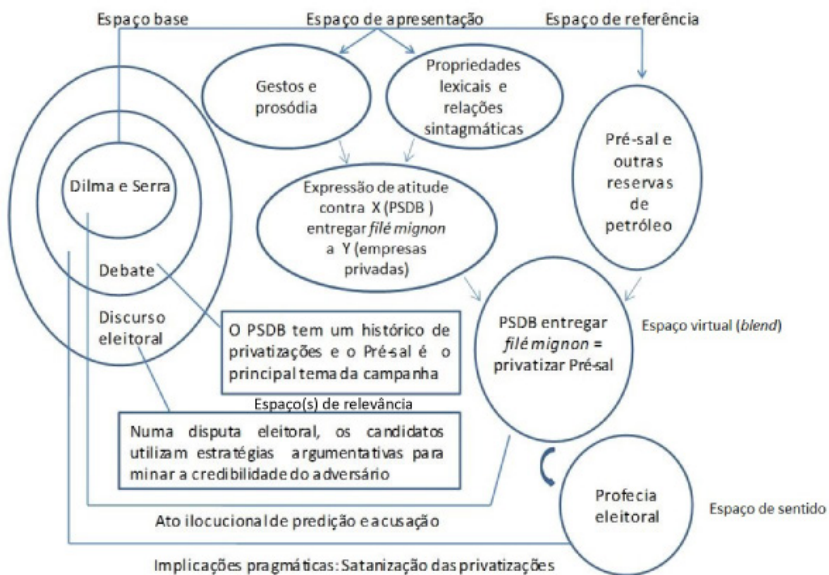 Espaço base
Espaço de apresentação
Espaço de referência
Gestos e
prosódia
Propriedades
lexicais e
relações
sintagmáticas
Pré-sal e
outras
reservas
de
petróleo
Dilma e Serra
Debate
Discurso
eleitoral
Expressão de atitude
contra X (PSDB )
entregar filé mignon
a Y (empresas
privadas)
O PSDB tem um histórico de
privatizações e o Pré-sal é o
principal tema da campanha
Espaço(s) de relevância
Numa disputa eleitoral, os candidatos
utilizam estratégias argumentativas para
minar a credibilidade do adversário
PSDB entregar
filé mignon =
privatizar Pré-sal
Espaço virtual (blend)
Profecia
eleitoral
Espaço de sentido
Ato ilocucional de predição e acusação
Implicações pragmáticas: Satanização das privatizações